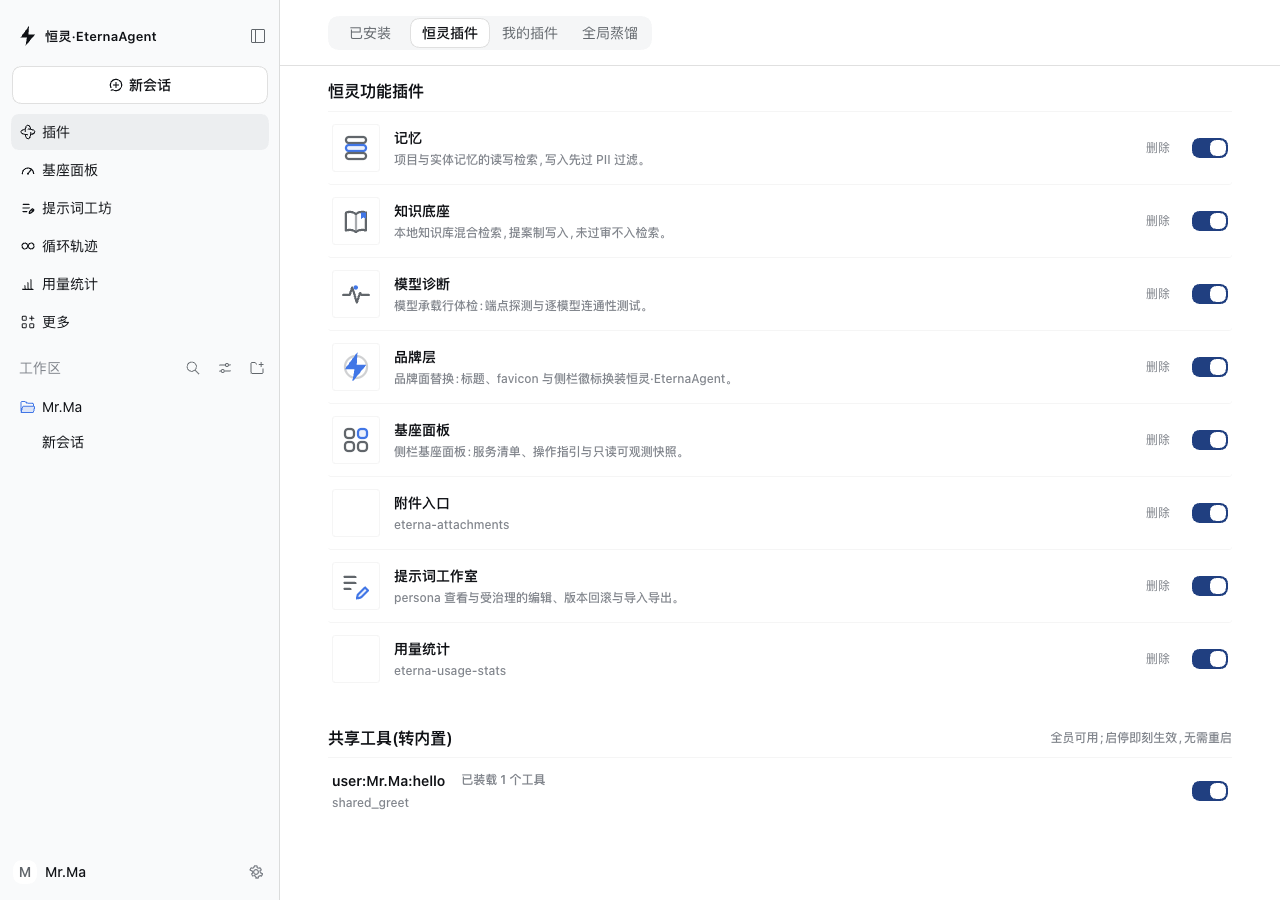 恒灵·EternaAgent
新会话
插件
基座面板
提示词工坊
循环轨迹
用量统计
更多
工作区
Mr.Ma
新会话
M Mr.Ma
已安装 恒灵插件 我的插件 全局蒸馏
恒灵功能插件
记忆
项目与实体记忆的读写检索,写入先过 PII 过滤。
删除
知识底座
本地知识库混合检索,提案制写入,未过审不入检索。
删除
模型诊断
模型承载行体检:端点探测与逐模型连通性测试。
删除
品牌层
品牌面替换:标题、favicon 与侧栏徽标换装恒灵·EternaAgent。
删除
基座面板
侧栏基座面板:服务清单、操作指引与只读可观测快照。
删除
附件入口
eterna-attachments
删除
提示词工作室
persona 查看与受治理的编辑、版本回滚与导入导出。
删除
用量统计
eterna-usage-stats
删除
共享工具(转内置)
全员可用;启停即刻生效,无需重启
user:Mr.Ma:hello 已装载 1 个工具
shared_greet